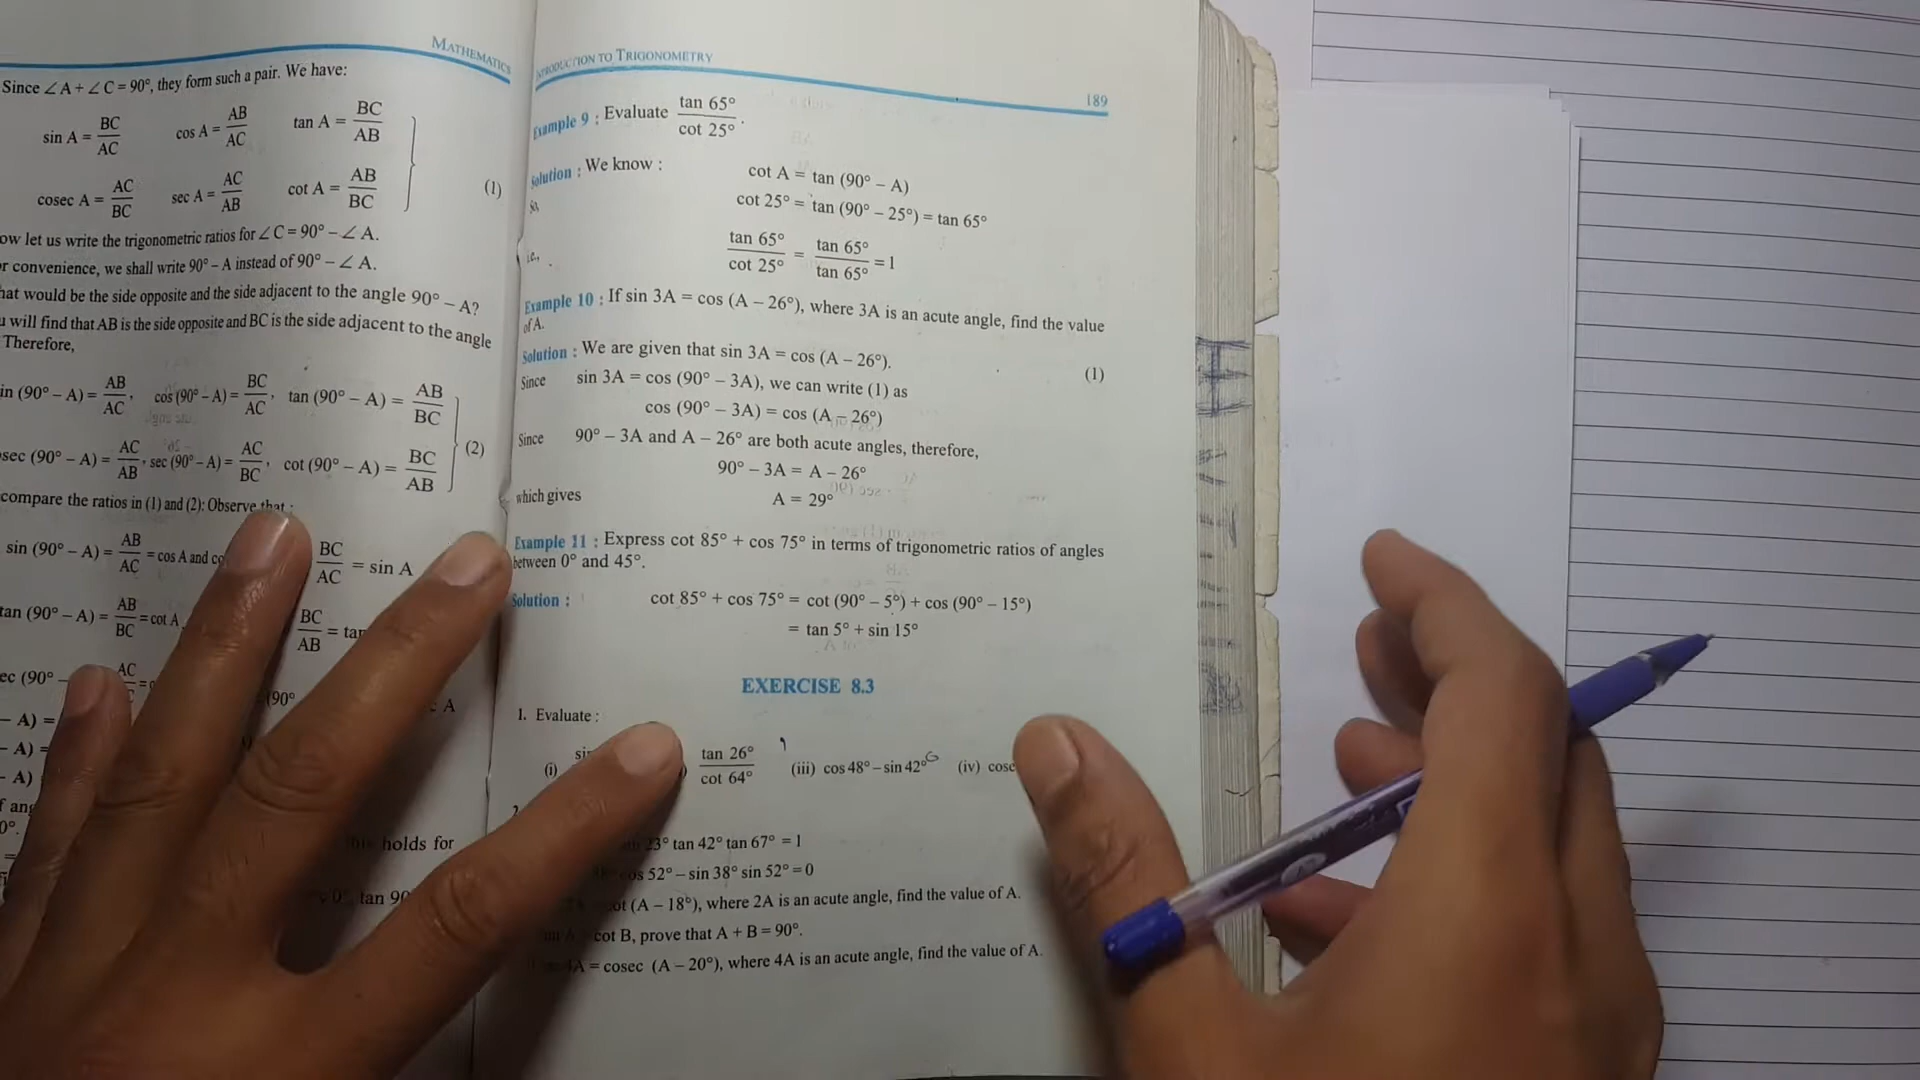 MATHEMATICS
Since ∠A + ∠C = 90°, they form such a pair. We have:
sin A = BC/AC cos A = AB/AC tan A = BC/AB
cosec A = AC/BC sec A = AC/AB cot A = AB/BC (1)
ow let us write the trigonometric ratios for ∠C = 90° – ∠A.
r convenience, we shall write 90° – A instead of 90° – ∠A.
hat would be the side opposite and the side adjacent to the angle 90° – A?
u will find that AB is the side opposite and BC is the side adjacent to the angle
Therefore,
in (90° – A) = AB/AC, cos (90° – A) = BC/AC, tan (90° – A) = AB/BC
sec (90° – A) = AC/AB, sec (90° – A) = AC/BC, cot (90° – A) = BC/AB (2)
compare the ratios in (1) and (2): Observe that :
sin (90° – A) = AB/AC = cos A and BC/AC = sin A
tan (90° – A) = AB/BC = cot A BC/AB =
ec (90° AC
(90° A
– A) =
– A) =
– A)
holds for
tan
INTRODUCTION TO TRIGONOMETRY 189
Example 9 : Evaluate tan 65°/cot 25°.
Solution : We know :
cot A = tan (90° – A)
So, cot 25° = tan (90° – 25°) = tan 65°
i.e., tan 65°/cot 25° = tan 65°/tan 65° = 1
Example 10 : If sin 3A = cos (A – 26°), where 3A is an acute angle, find the value
of A.
Solution : We are given that sin 3A = cos (A – 26°). (1)
Since sin 3A = cos (90° – 3A), we can write (1) as
cos (90° – 3A) = cos (A – 26°)
Since 90° – 3A and A – 26° are both acute angles, therefore,
90° – 3A = A – 26°
which gives A = 29°
Example 11 : Express cot 85° + cos 75° in terms of trigonometric ratios of angles
between 0° and 45°.
Solution : cot 85° + cos 75° = cot (90° – 5°) + cos (90° – 15°)
= tan 5° + sin 15°
EXERCISE 8.3
1. Evaluate :
(i) tan 26°/cot 64° (iii) cos 48° – sin 42° (iv)
23° tan 42° tan 67° = 1
cos 52° – sin 38° sin 52° = 0
cot (A – 18°), where 2A is an acute angle, find the value of A.
cot B, prove that A + B = 90°.
= cosec (A – 20°), where 4A is an acute angle, find the value of A.